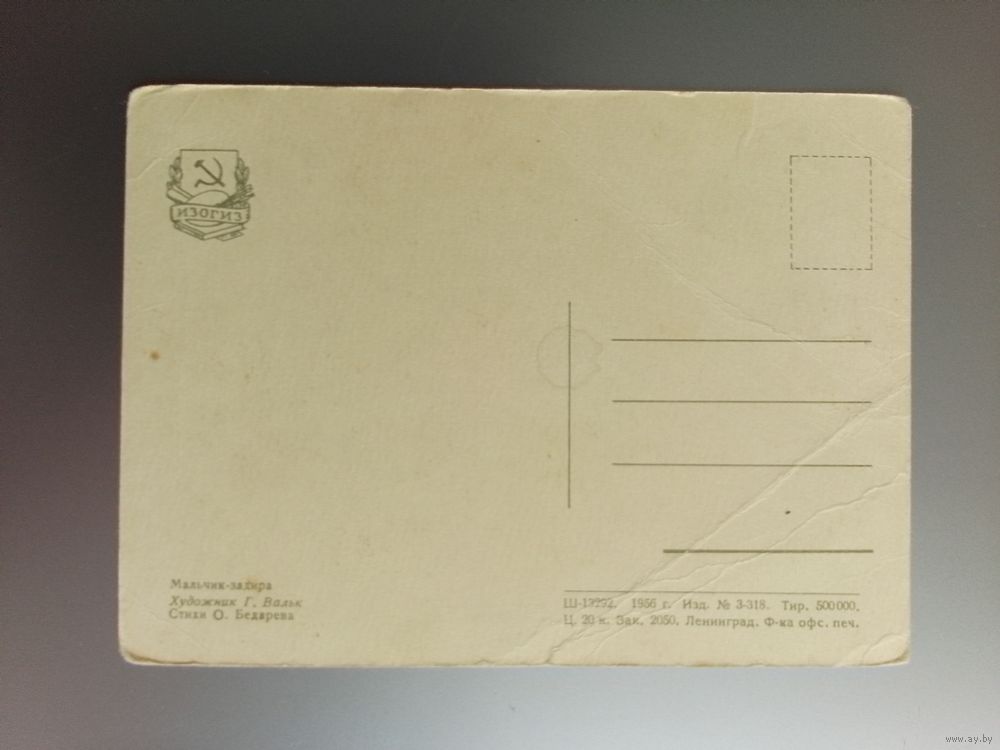 ИЗОГИЗ
Мальчик-задира
Художник Г. Вальк
Стихи О. Бедарева
Ш-13292. 1956 г. Изд. № 3-318. Тир. 500000.
Ц. 20 к. Зак. 2050. Ленинград. Ф-ка офс. печ.
www.ay.by